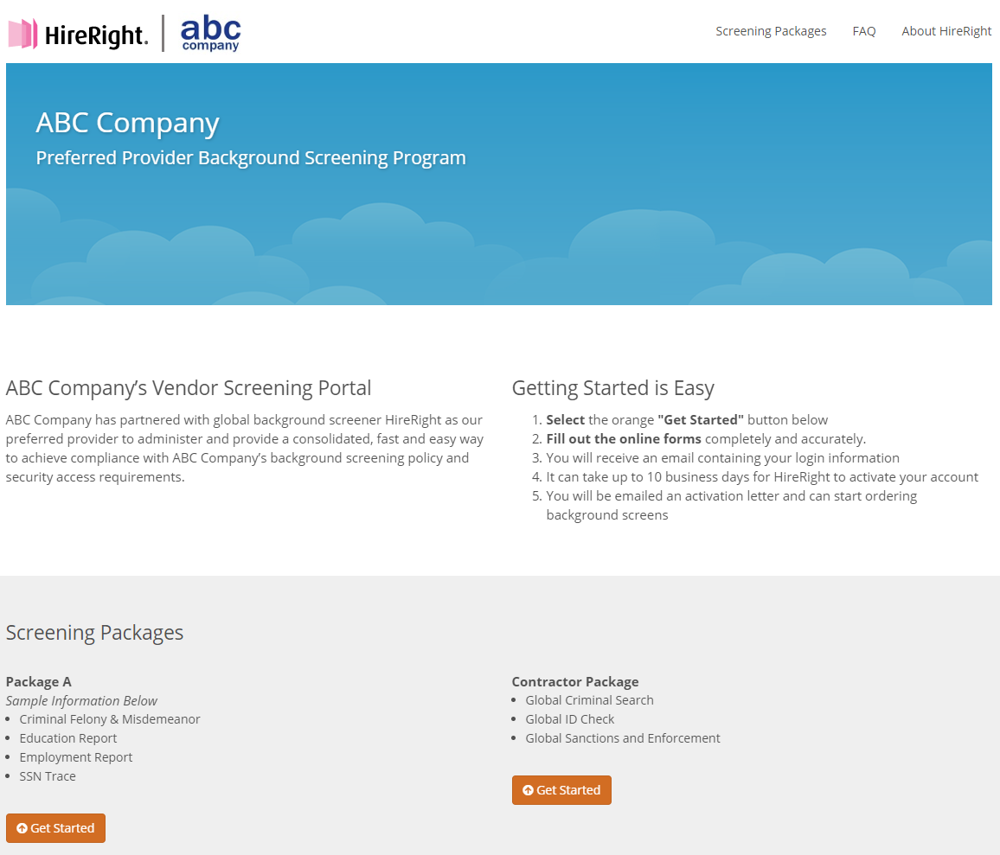 HireRight.
abc
company
Screening Packages FAQ About HireRight
ABC Company
Preferred Provider Background Screening Program
ABC Company’s Vendor Screening Portal
ABC Company has partnered with global background screener HireRight as our
preferred provider to administer and provide a consolidated, fast and easy way
to achieve compliance with ABC Company’s background screening policy and
security access requirements.
Getting Started is Easy
1. Select the orange "Get Started" button below
2. Fill out the online forms completely and accurately.
3. You will receive an email containing your login information
4. It can take up to 10 business days for HireRight to activate your account
5. You will be emailed an activation letter and can start ordering
background screens
Screening Packages
Package A
Sample Information Below
• Criminal Felony & Misdemeanor
• Education Report
• Employment Report
• SSN Trace
Get Started
Contractor Package
• Global Criminal Search
• Global ID Check
• Global Sanctions and Enforcement
Get Started